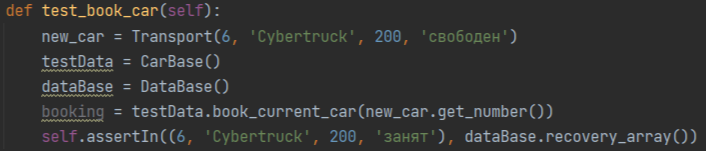 def test_book_car(self):
new_car = Transport(6, 'Cybertruck', 200, 'свободен')
testData = CarBase()
dataBase = DataBase()
booking = testData.book_current_car(new_car.get_number())
self.assertIn((6, 'Cybertruck', 200, 'занят'), dataBase.recovery_array())